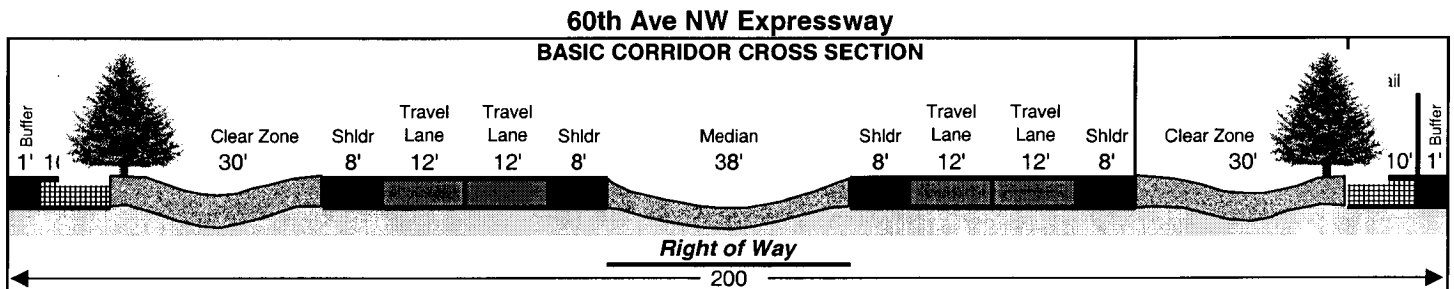 60th Ave NW Expressway
BASIC CORRIDOR CROSS SECTION
Buffer
1'
Clear Zone
30'
Shldr
8'
Travel
Lane
12'
Travel
Lane
12'
Shldr
8'
Median
38'
Shldr
8'
Travel
Lane
12'
Travel
Lane
12'
Shldr
8'
Clear Zone
30'
10'
Buffer
1'
Right of Way
200